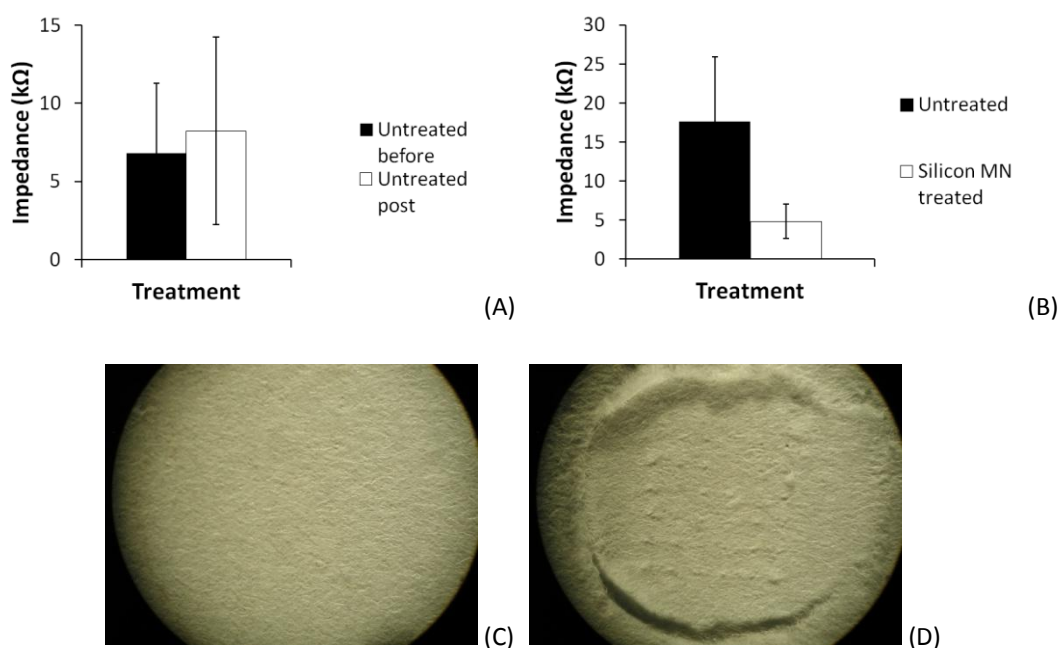 15
10
5
0
Impedance (kΩ)
Treatment
Untreated
before
Untreated
post
(A)
30
25
20
15
10
5
0
Impedance (kΩ)
Treatment
Untreated
Silicon MN
treated
(B)
(C)
(D)